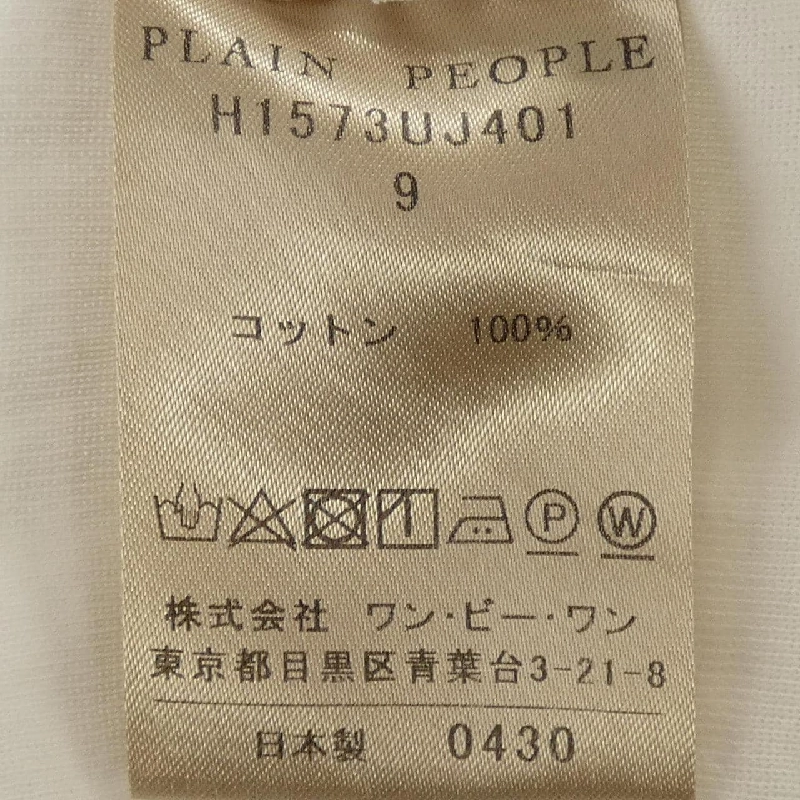 PLAIN PEOPLE
H1573UJ401
9
コットン 100%
P W
株式会社 ワン・ビー・ワン
東京都目黒区青葉台3-21-8
日本製 0430